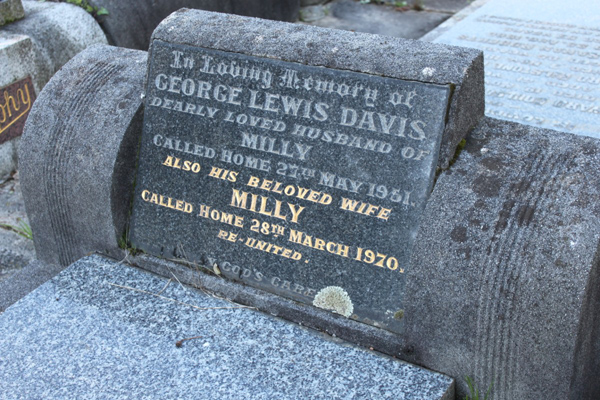 In Loving Memory of
GEORGE LEWIS DAVIS
DEARLY LOVED HUSBAND OF
MILLY
CALLED HOME 27TH MAY 1951.
ALSO HIS BELOVED WIFE
MILLY
CALLED HOME 28TH MARCH 1970.
RE-UNITED.
GOD'S